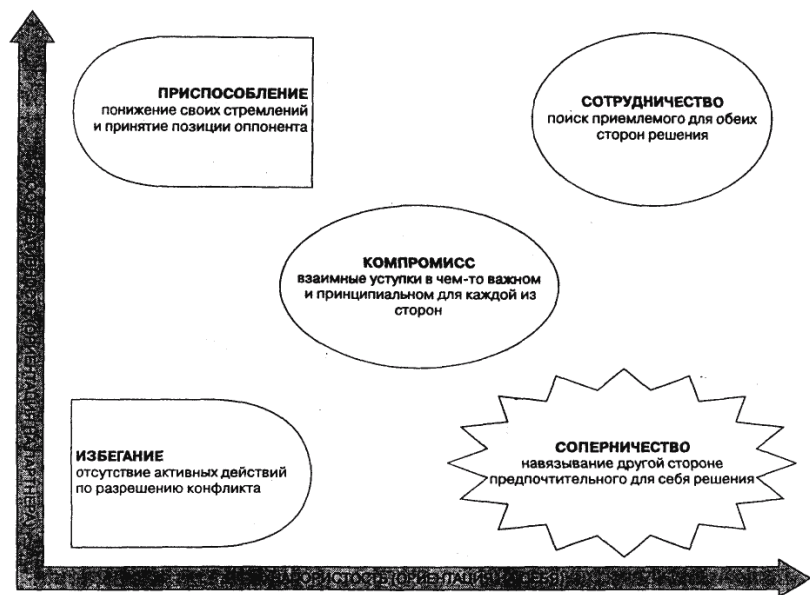 ПРИСПОСОБЛЕНИЕ
понижение своих стремлений
и принятие позиции оппонента
СОТРУДНИЧЕСТВО
поиск приемлемого для обеих
сторон решения
КОМПРОМИСС
взаимные уступки в чем-то важном
и принципиальном для каждой из
сторон
ИЗБЕГАНИЕ
отсутствие активных действий
по разрешению конфликта
СОПЕРНИЧЕСТВО
навязывание другой стороне
предпочтительного для себя решения